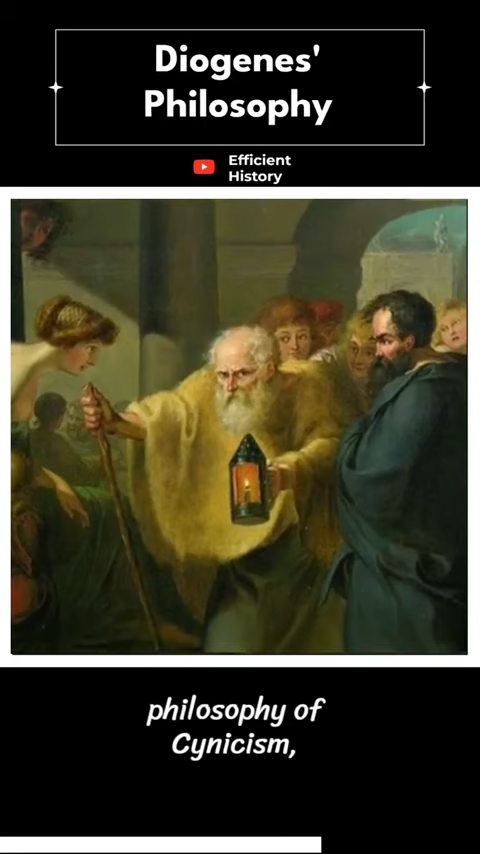 Diogenes'
Philosophy
Efficient
History
philosophy of
Cynicism,